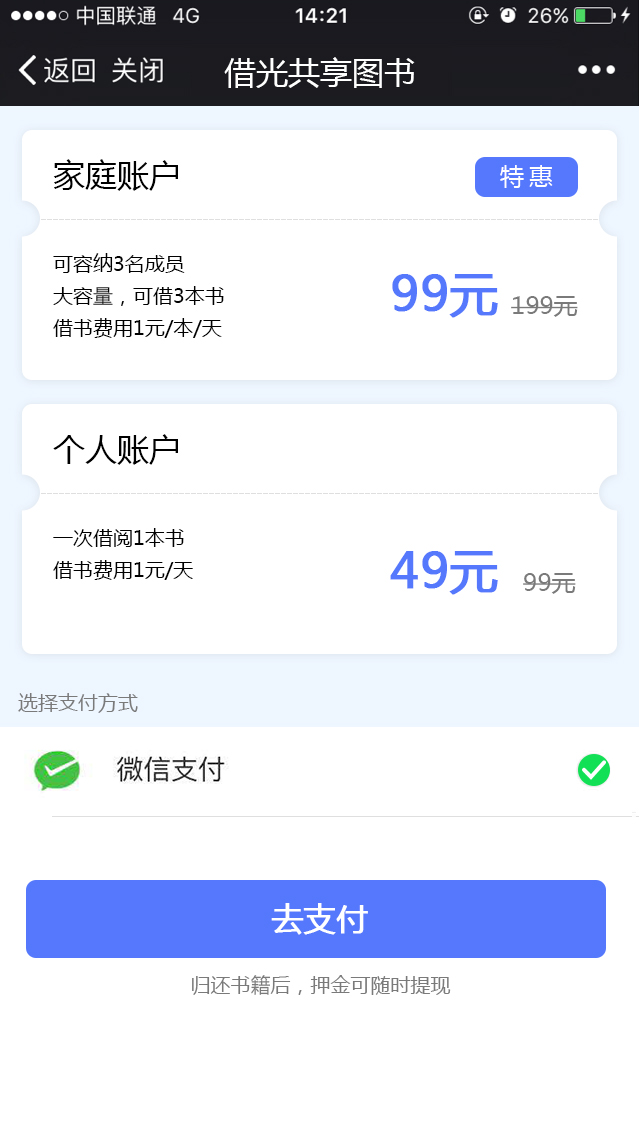 中国联通 4G 14:21 26%
返回 关闭 借光共享图书
家庭账户 特惠
可容纳3名成员
大容量，可借3本书
借书费用1元/本/天
99元 199元
个人账户
一次借阅1本书
借书费用1元/天
49元 99元
选择支付方式
微信支付
去支付
归还书籍后，押金可随时提现